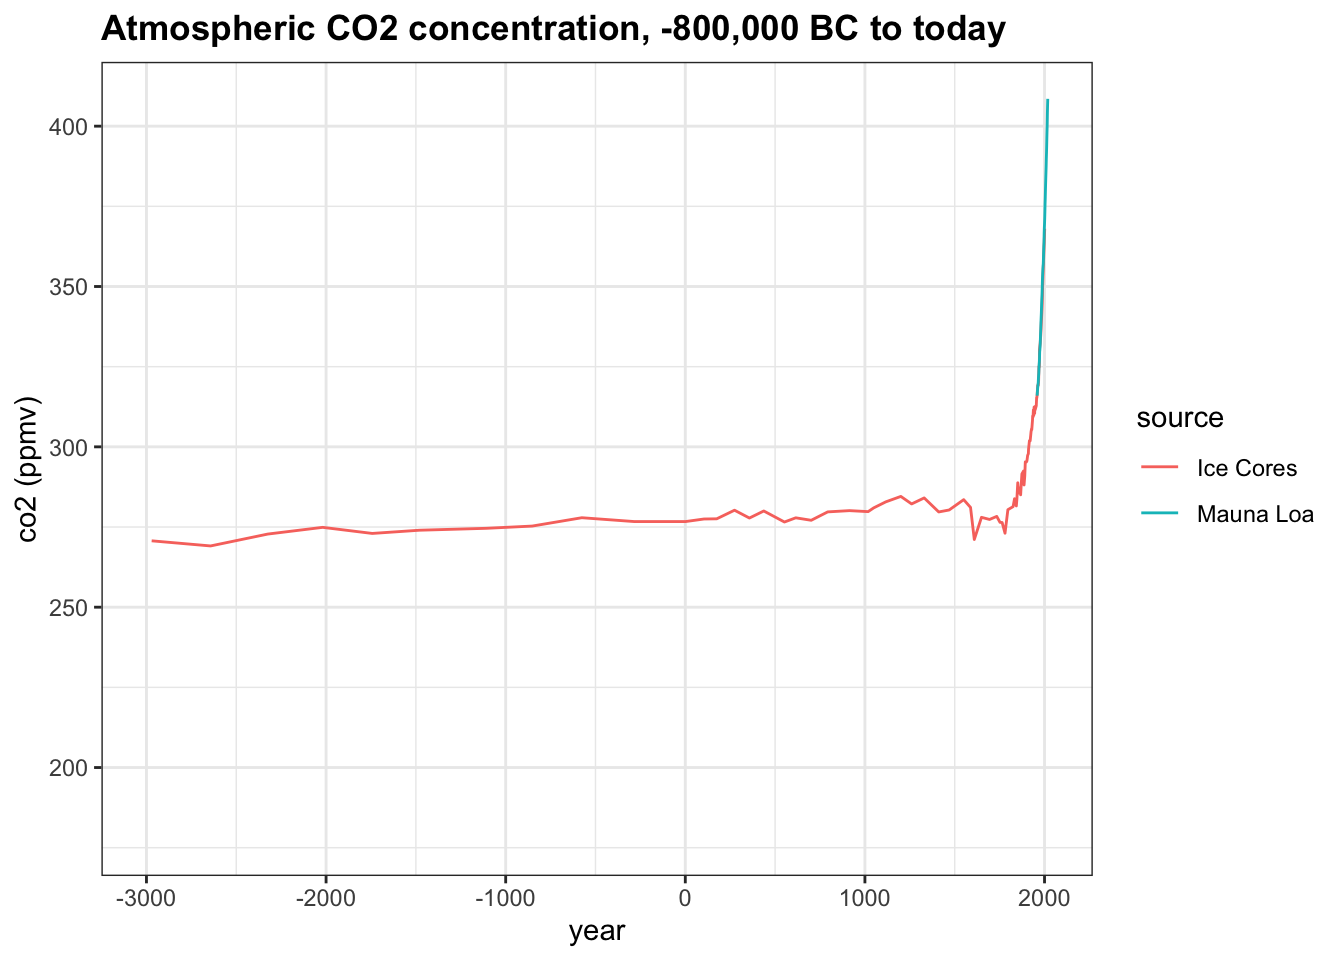 Atmospheric CO2 concentration, -800,000 BC to today
400
350
300
250
200
co2 (ppmv)
-3000
-2000
-1000
0
1000
2000
year
source
Ice Cores
Mauna Loa